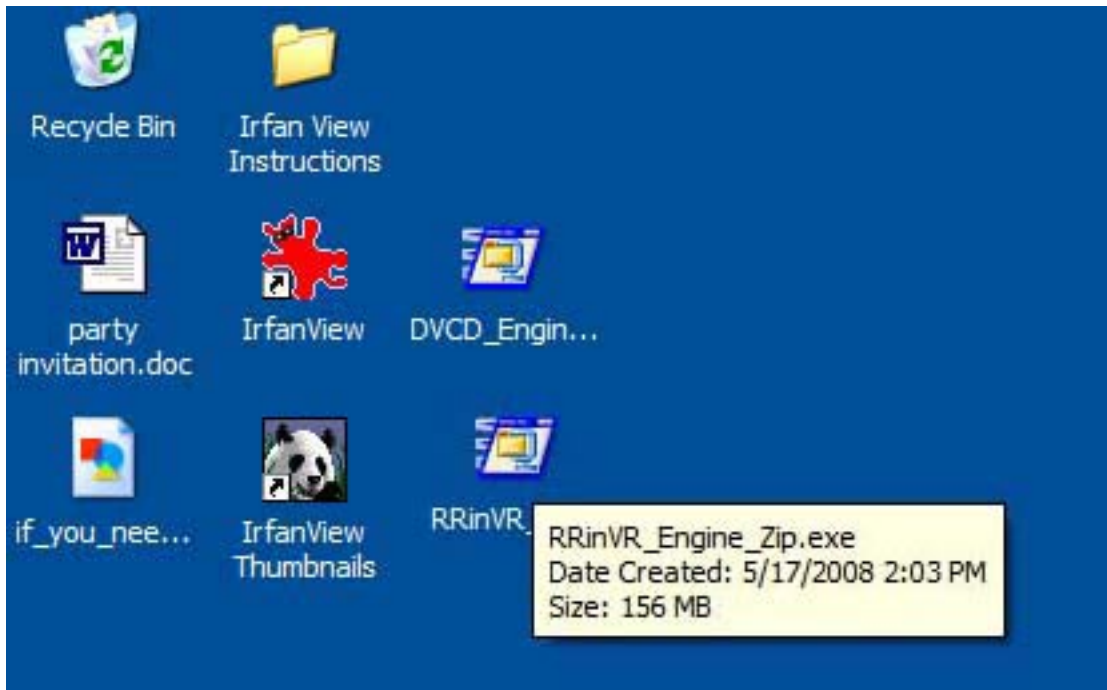 Recycle Bin
Irfan View
Instructions
party
invitation.doc
IrfanView
DVCD_Engin...
if_you_nee...
IrfanView
Thumbnails
RRinVR_
RRinVR_Engine_Zip.exe
Date Created: 5/17/2008 2:03 PM
Size: 156 MB